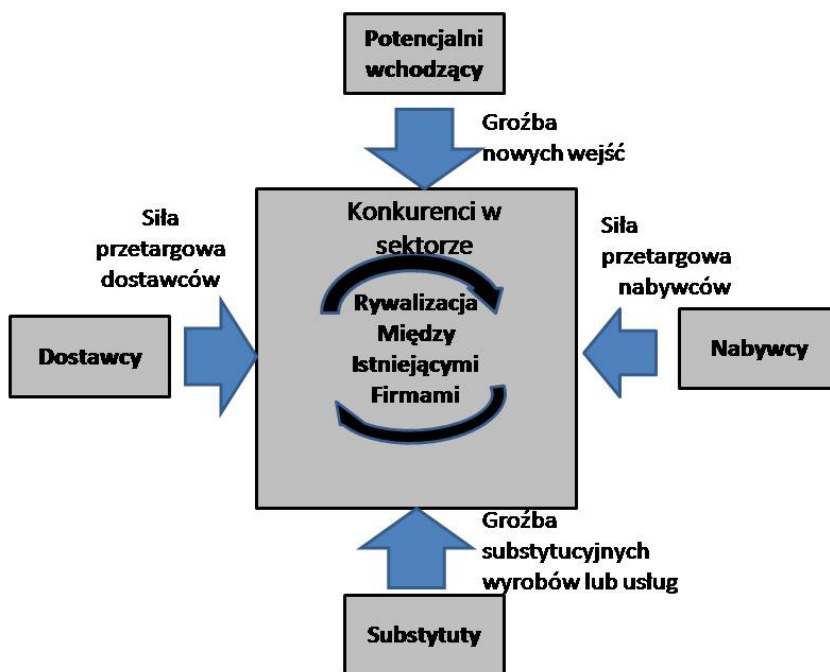 Potencjalni
wchodzący
Groźba
nowych wejść
Siła
przetargowa
dostawców
Konkurenci w
sektorze
Siła
przetargowa
nabywców
Dostawcy
Rywalizacja
Między
Istniejącymi
Firmami
Nabywcy
Groźba
substytucyjnych
wyrobów lub usług
Substytuty